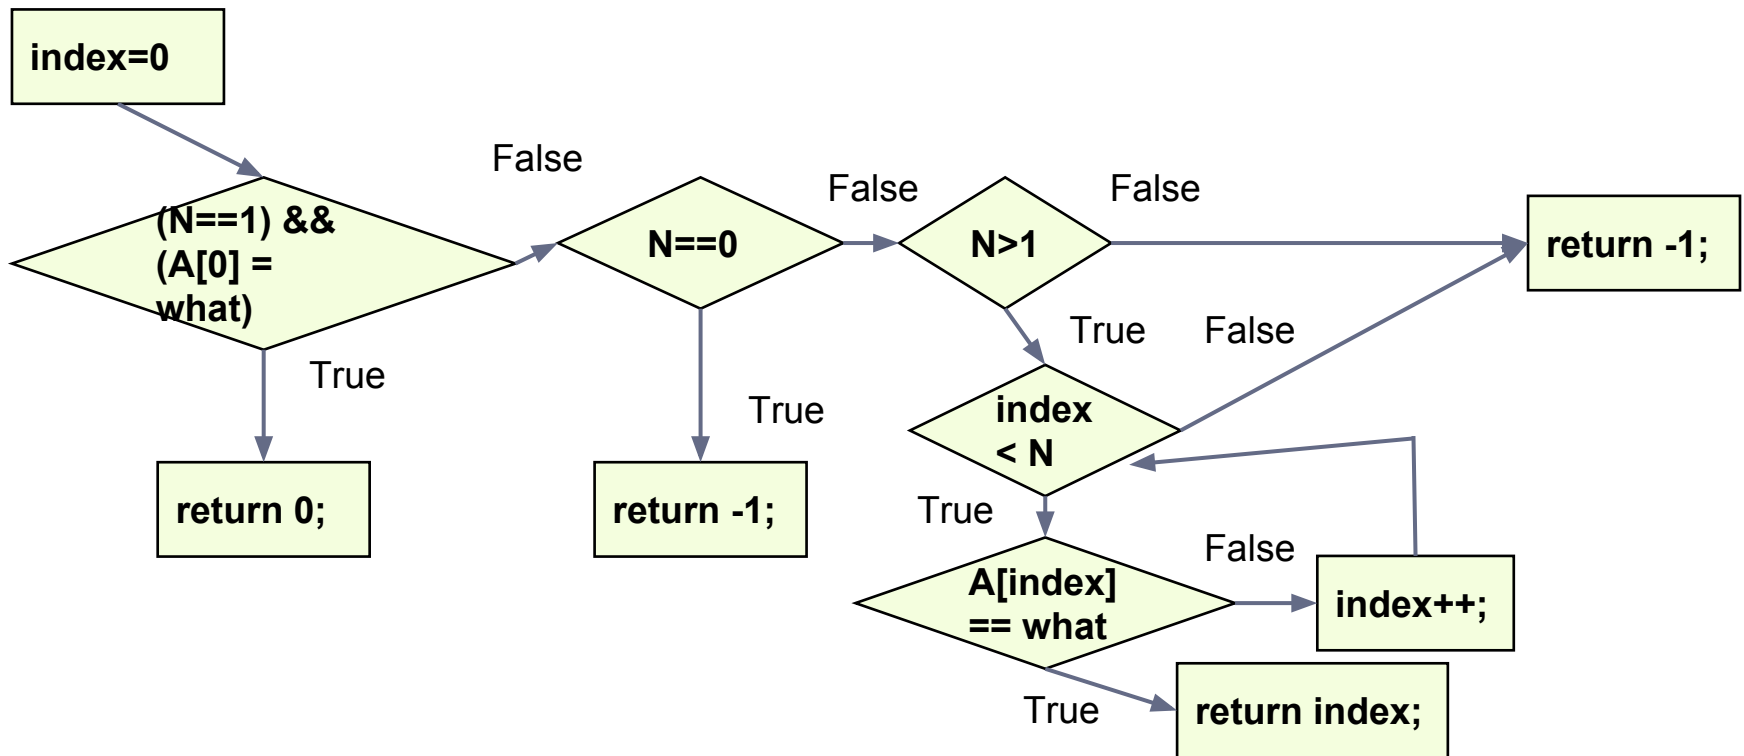 index=0
False
(N==1) &&
(A[0] =
what)
True
return 0;
N==0
False
True
return -1;
N>1
False
return -1;
True
False
index
< N
True
A[index]
== what
False
index++;
True
return index;